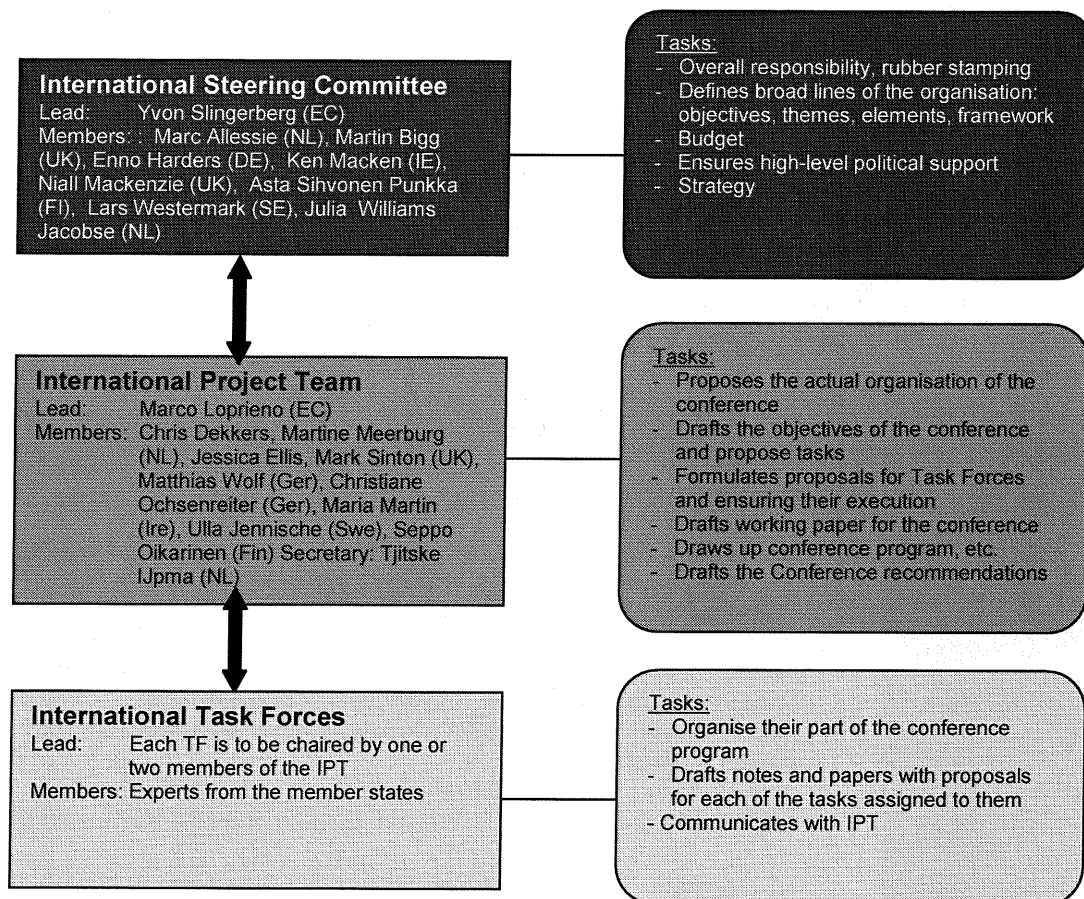 International Steering Committee
Lead: Yvon Slingerberg (EC)
Members: : Marc Allessie (NL), Martin Bigg
(UK), Enno Harders (DE), Ken Macken (IE),
Niall Mackenzie (UK), Asta Sihvonen Punkka
(FI), Lars Westermark (SE), Julia Williams
Jacobse (NL)
Tasks:
- Overall responsibility, rubber stamping
- Defines broad lines of the organisation:
objectives, themes, elements, framework
- Budget
- Ensures high-level political support
- Strategy
International Project Team
Lead: Marco Loprieno (EC)
Members: Chris Dekkers, Martine Meerburg
(NL), Jessica Ellis, Mark Sinton (UK),
Matthias Wolf (Ger), Christiane
Ochsenreiter (Ger), Maria Martin
(Ire), Ulla Jennische (Swe), Seppo
Oikarinen (Fin) Secretary: Tjitske
IJpma (NL)
Tasks:
- Proposes the actual organisation of the
conference
- Drafts the objectives of the conference
and propose tasks
- Formulates proposals for Task Forces
and ensuring their execution
- Drafts working paper for the conference
- Draws up conference program, etc.
- Drafts the Conference recommendations
International Task Forces
Lead: Each TF is to be chaired by one or
two members of the IPT
Members: Experts from the member states
Tasks:
- Organise their part of the conference
program
- Drafts notes and papers with proposals
for each of the tasks assigned to them
- Communicates with IPT